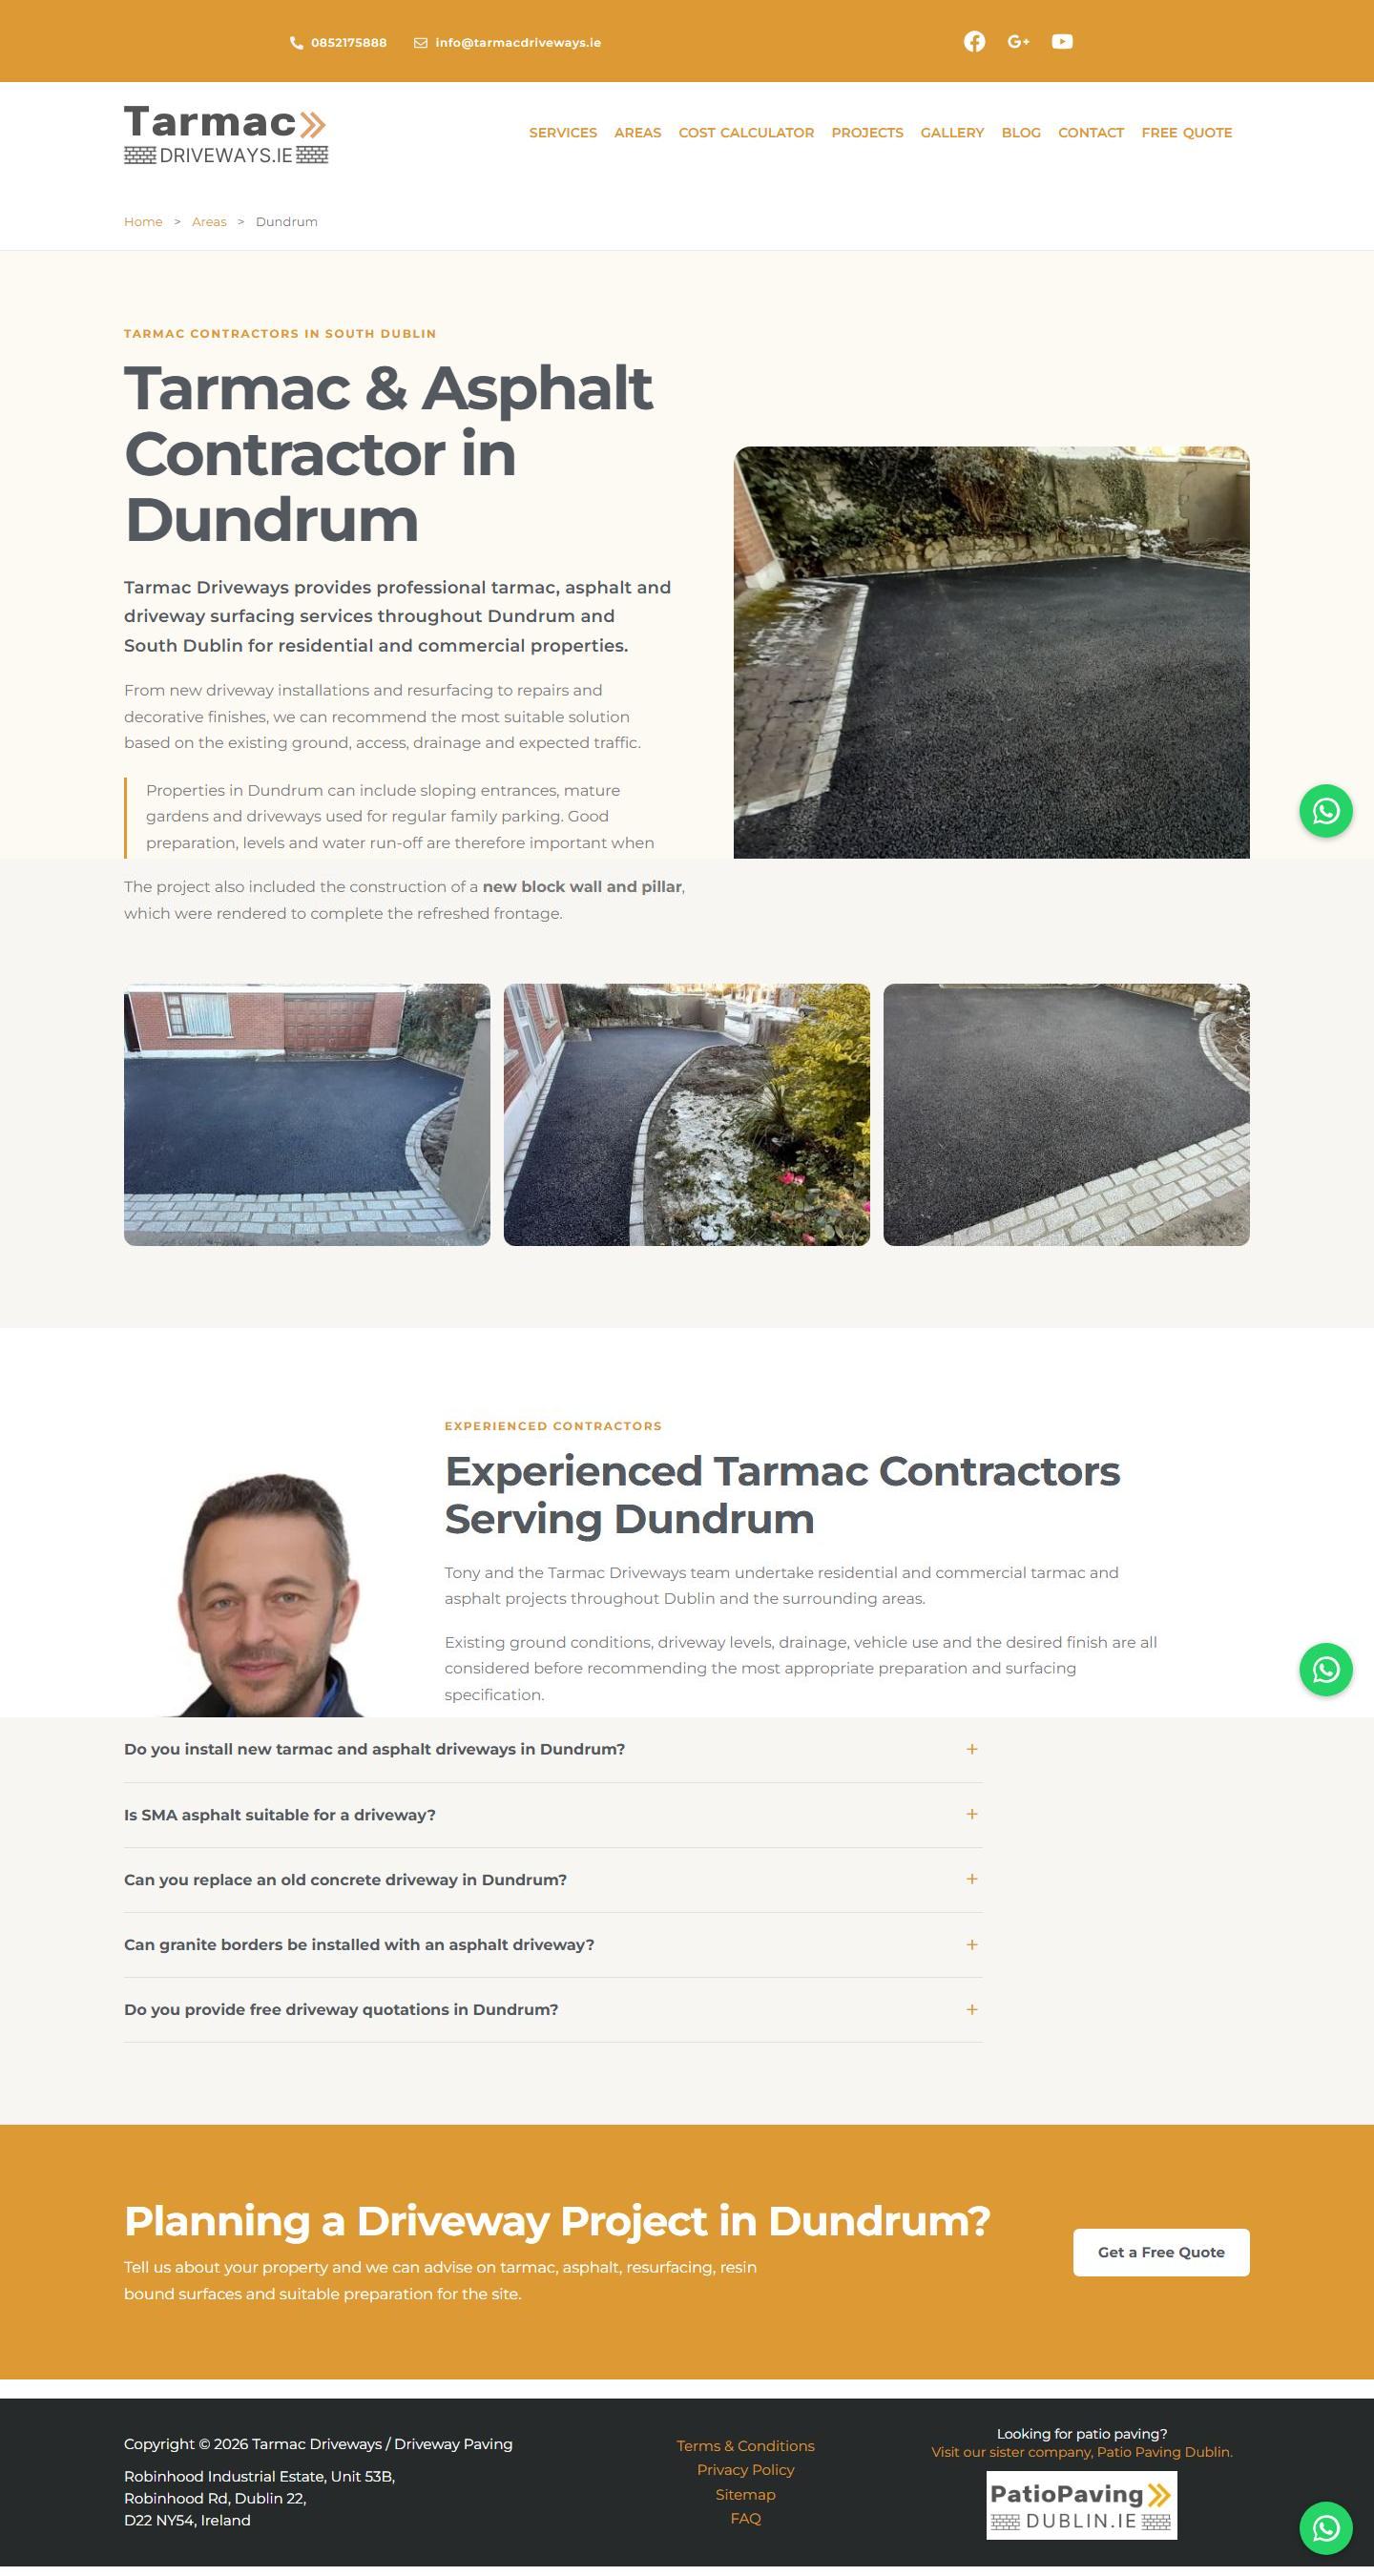 0852175888
info@tarmacdriveways.ie
Tarmac
DRIVEWAYS.IE
SERVICES AREAS COST CALCULATOR PROJECTS GALLERY BLOG CONTACT FREE QUOTE
Home > Areas > Dundrum
TARMAC CONTRACTORS IN SOUTH DUBLIN
Tarmac & Asphalt
Contractor in
Dundrum
Tarmac Driveways provides professional tarmac, asphalt and
driveway surfacing services throughout Dundrum and
South Dublin for residential and commercial properties.
From new driveway installations and resurfacing to repairs and
decorative finishes, we can recommend the most suitable solution
based on the existing ground, access, drainage and expected traffic.
Properties in Dundrum can include sloping entrances, mature
gardens and driveways used for regular family parking. Good
preparation, levels and water run-off are therefore important when
The project also included the construction of a new block wall and pillar,
which were rendered to complete the refreshed frontage.
EXPERIENCED CONTRACTORS
Experienced Tarmac Contractors
Serving Dundrum
Tony and the Tarmac Driveways team undertake residential and commercial tarmac and
asphalt projects throughout Dublin and the surrounding areas.
Existing ground conditions, driveway levels, drainage, vehicle use and the desired finish are all
considered before recommending the most appropriate preparation and surfacing
specification.
Do you install new tarmac and asphalt driveways in Dundrum? +
Is SMA asphalt suitable for a driveway? +
Can you replace an old concrete driveway in Dundrum? +
Can granite borders be installed with an asphalt driveway? +
Do you provide free driveway quotations in Dundrum? +
Planning a Driveway Project in Dundrum?
Tell us about your property and we can advise on tarmac, asphalt, resurfacing, resin
bound surfaces and suitable preparation for the site.
Get a Free Quote
Copyright © 2026 Tarmac Driveways / Driveway Paving
Robinhood Industrial Estate, Unit 53B,
Robinhood Rd, Dublin 22,
D22 NY54, Ireland
Terms & Conditions
Privacy Policy
Sitemap
FAQ
Looking for patio paving?
Visit our sister company, Patio Paving Dublin.
PatioPaving
DUBLIN.IE